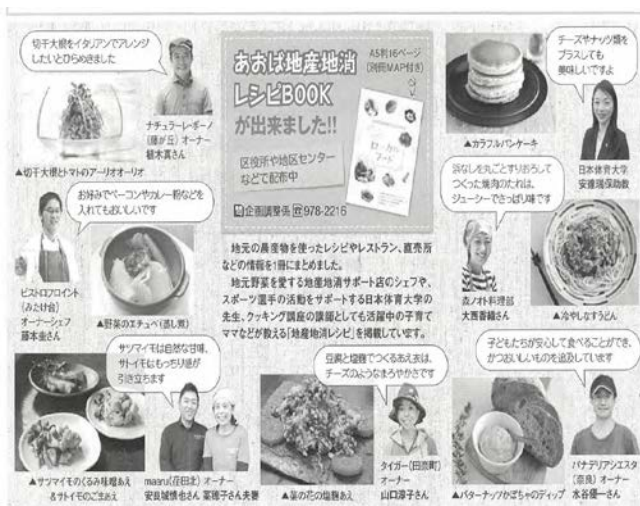 切干大根をイタリアンでアレンジ
したいとひらめきました
ナチュラーレ・ボーノ
(藤が丘) オーナー
植木真さん
▲切干大根とトマトのアーリオオーリオ
あおば地産地消
レシピBOOK
が出来ました!!
A5判16ページ
(別冊MAP付き)
区役所や地区センター
などで配布中
問企画調整係 ☎978-2216
チーズやナッツ類を
プラスしても
美味しいですよ
▲カラフルパンケーキ
日本体育大学
安達瑞保助教
お好みでベーコンやカレー粉などを
入れてもおいしいです
ビストロフロイント
(みたけ台)
オーナーシェフ
藤本圭さん
▲野菜のエチュベ(蒸し煮)
地元の農産物を使ったレシピやレストラン、直売所
などの情報を1冊にまとめました。
地元野菜を愛する地産地消サポート店のシェフや、
スポーツ選手の活動をサポートする日本体育大学の
先生、クッキング講座の講師としても活躍中の子育て
ママなどが教える「地産地消レシピ」を掲載しています。
浜なしを丸ごとすりおろして
つくった焼肉のたれは、
ジューシーでさっぱり味です
森ノオト料理部
大西香織さん
▲冷やしなすうどん
サツマイモは自然な甘味、
サトイモはもっちり感が
引き立ちます
▲サツマイモのくるみ味噌あえ
&サトイモのごまあえ
maaru(荏田北) オーナー
安良城慎也さん 薬穂子さん夫妻
豆腐と塩麹でつくるあえ衣は、
チーズのようなまろやかさです
▲菜の花の塩麹あえ
タイガー(田奈町)
オーナー
山口淳子さん
子どもたちが安心して食べることができ、
かつおいしいものを追及しています
▲バターナッツかぼちゃのディップ
パナデリアシエスタ
(奈良) オーナー
水谷優一さん